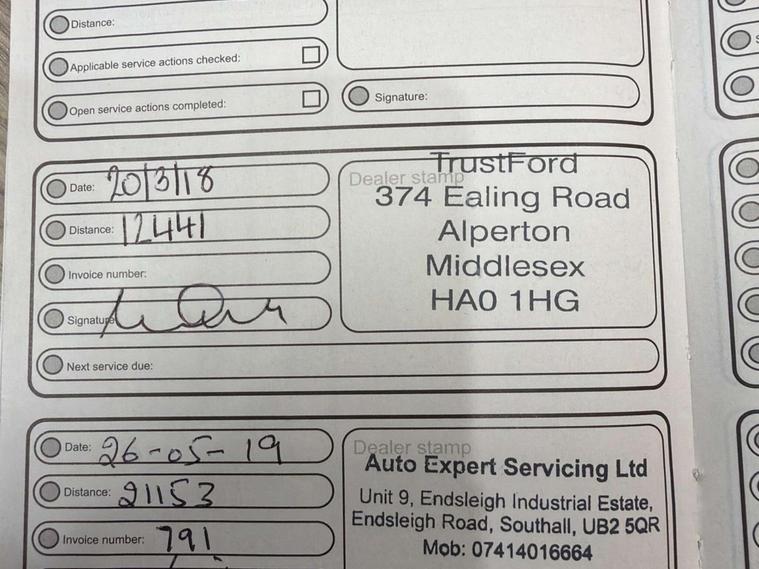 Distance:
Applicable service actions checked:
Open service actions completed:
Signature:
Date: 20/3/18
Distance: 12441
Invoice number:
Signature
Dealer stamp
TrustFord
374 Ealing Road
Alperton
Middlesex
HA0 1HG
Next service due:
Date: 26-05-19
Distance: 21153
Invoice number: 791
Dealer stamp
Auto Expert Servicing Ltd
Unit 9, Endsleigh Industrial Estate,
Endsleigh Road, Southall, UB2 5QR
Mob: 07414016664